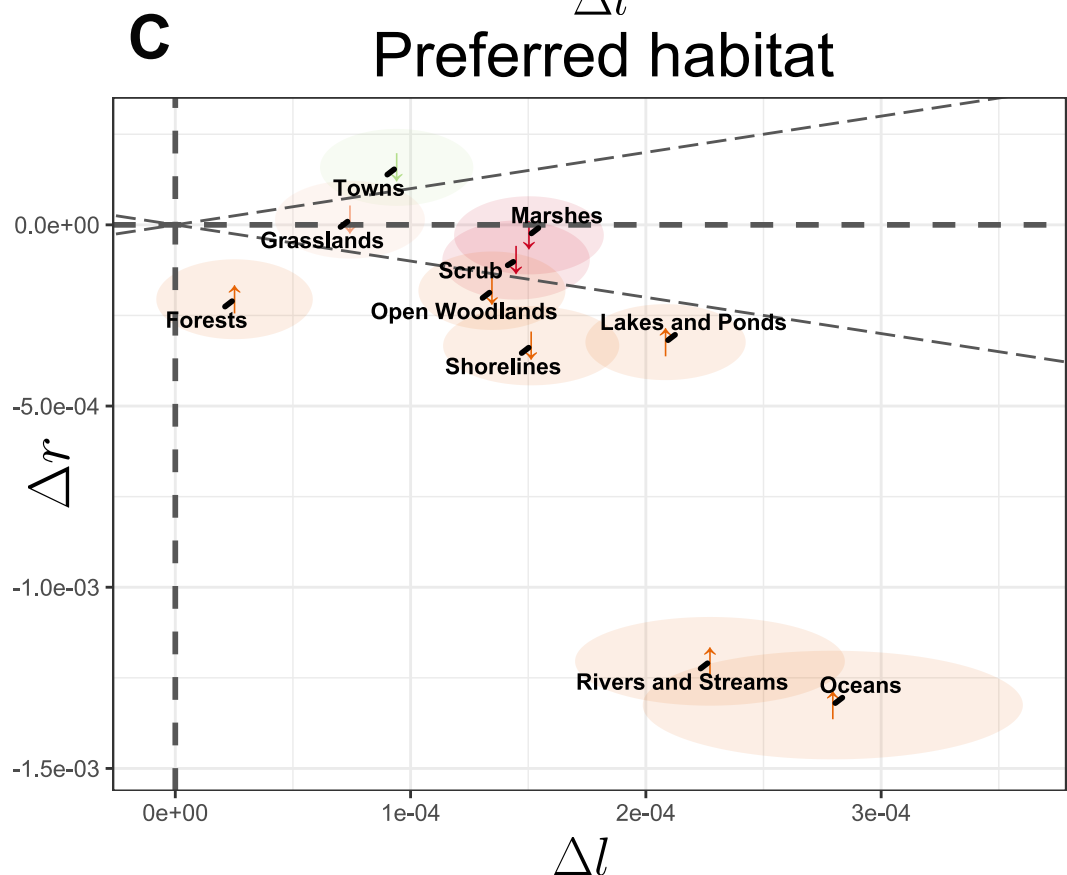 Δl
C
Preferred habitat
Towns
0.0e+00
Marshes
Grasslands
Scrub
Open Woodlands
Forests
Lakes and Ponds
Shorelines
-5.0e-04
Δr
-1.0e-03
Rivers and Streams
Oceans
-1.5e-03
0e+00 1e-04 2e-04 3e-04
Δl